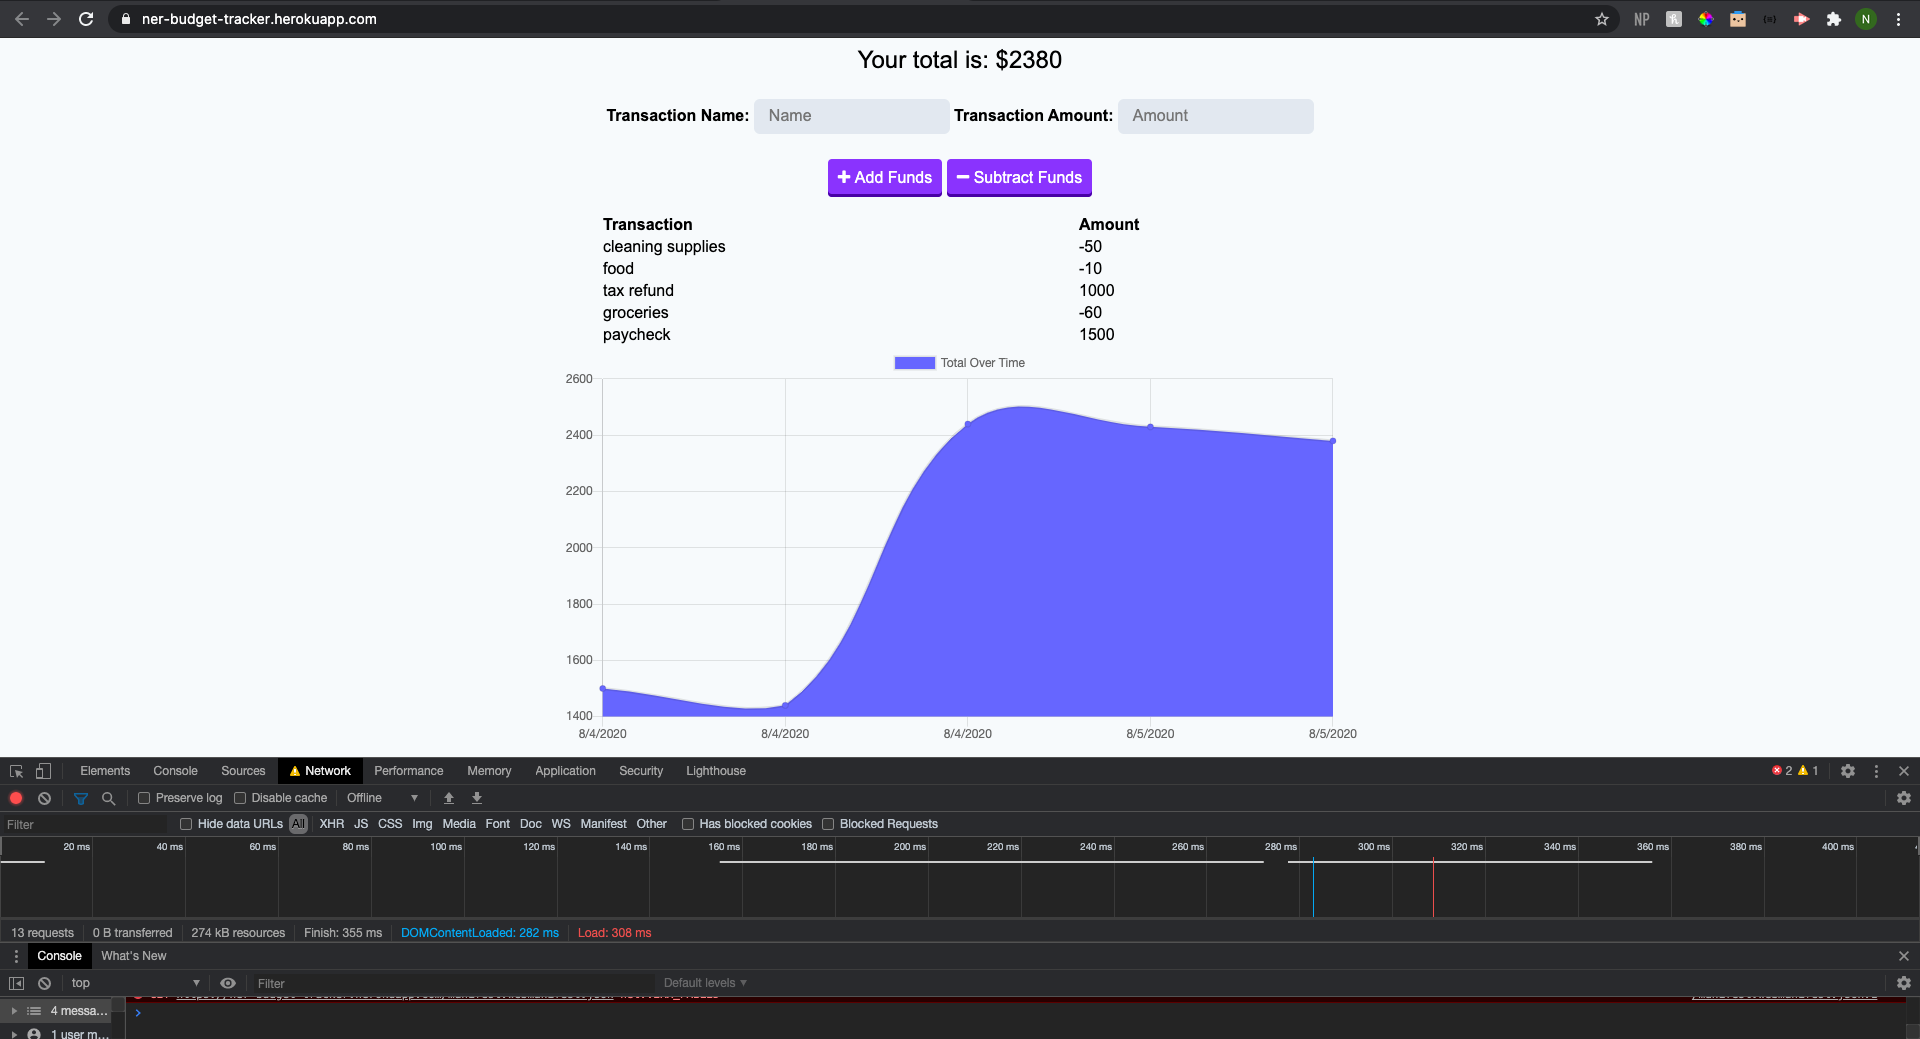 ner-budget-tracker.herokuapp.com
NP
N
Your total is: $2380
Transaction Name: Name Transaction Amount: Amount
Add Funds Subtract Funds
Transaction Amount
cleaning supplies -50
food -10
tax refund 1000
groceries -60
paycheck 1500
Total Over Time
2600
2400
2200
2000
1800
1600
1400
8/4/2020 8/4/2020 8/4/2020 8/5/2020 8/5/2020
Elements Console Sources Network Performance Memory Application Security Lighthouse 2 1
Preserve log Disable cache Offline
Filter Hide data URLs All XHR JS CSS Img Media Font Doc WS Manifest Other Has blocked cookies Blocked Requests
20 ms 40 ms 60 ms 80 ms 100 ms 120 ms 140 ms 160 ms 180 ms 200 ms 220 ms 240 ms 260 ms 280 ms 300 ms 320 ms 340 ms 360 ms 380 ms 400 ms
13 requests 0 B transferred 274 kB resources Finish: 355 ms DOMContentLoaded: 282 ms Load: 308 ms
Console What's New
top Filter Default levels
4 messa...
1 user m...